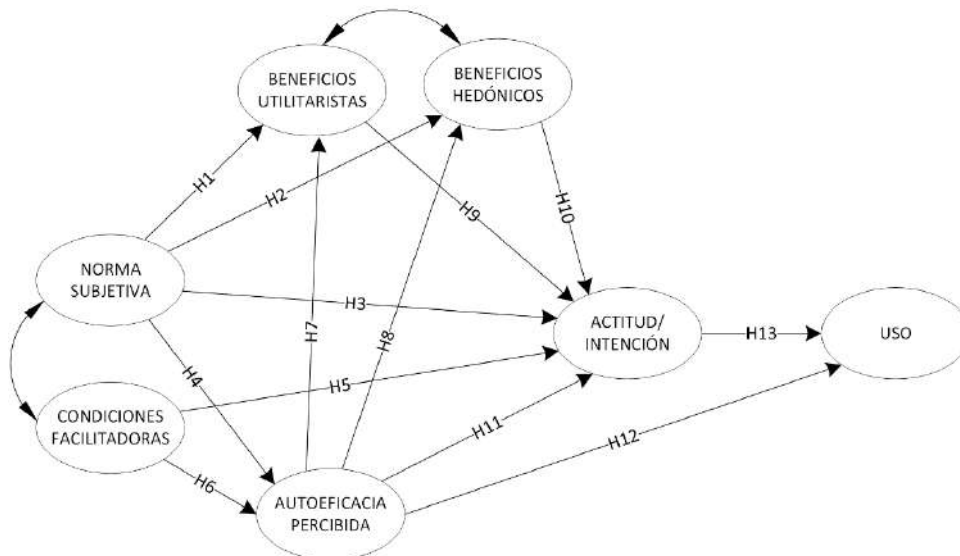 BENEFICIOS
UTILITARISTAS
BENEFICIOS
HEDÓNICOS
H1
H2
H9
H10
NORMA
SUBJETIVA
H3
H7
H8
ACTITUD/
INTENCIÓN
H13
USO
H4
H5
CONDICIONES
FACILITADORAS
H6
H11
H12
AUTOEFICACIA
PERCIBIDA